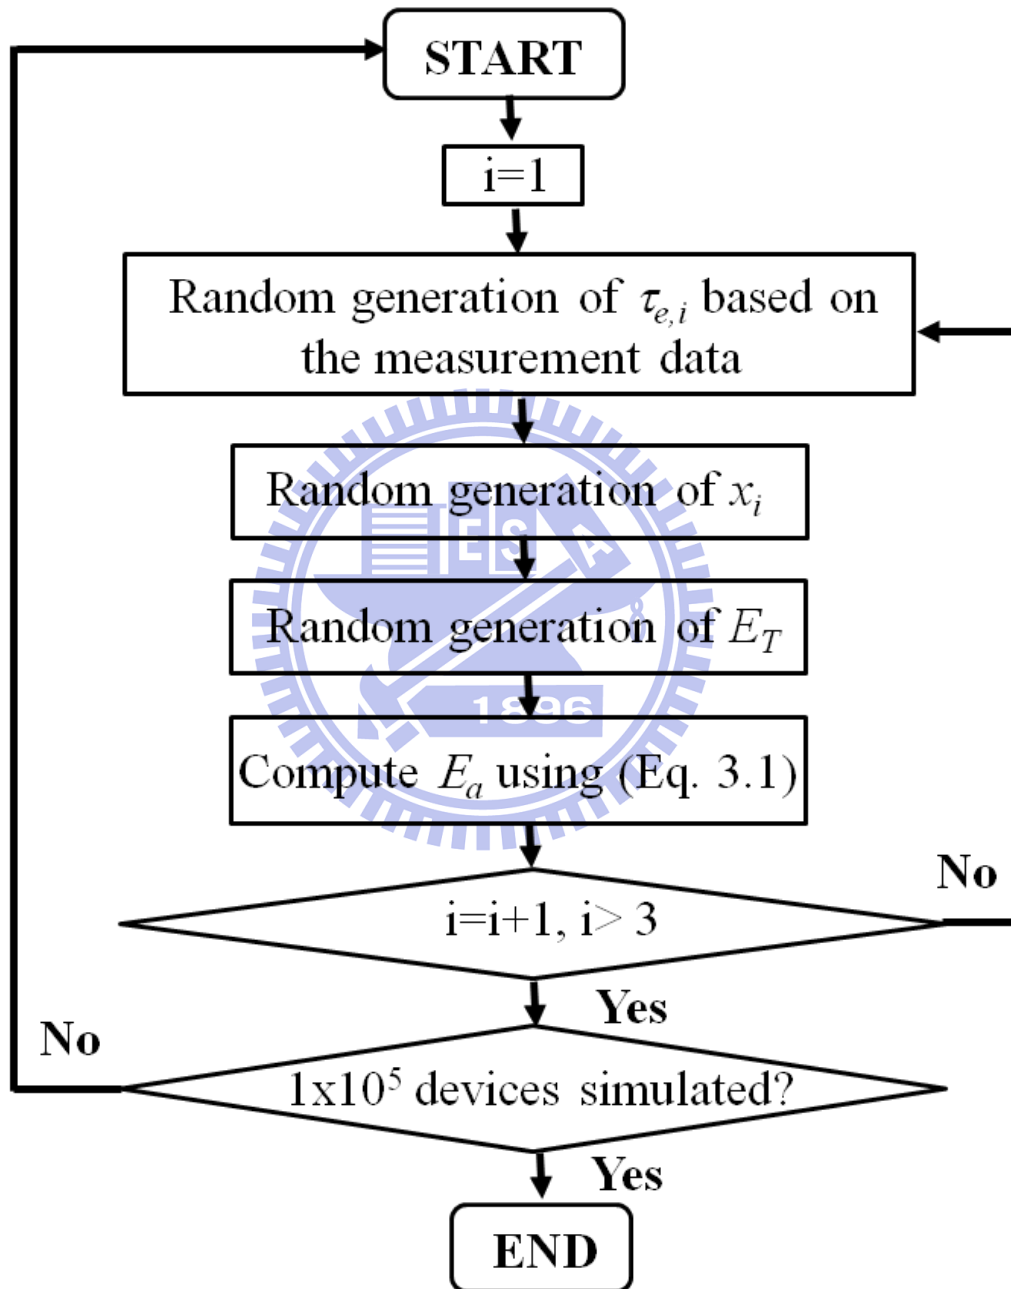 START
i=1
Random generation of τe,i based on
the measurement data
Random generation of xi
E S A
Random generation of ET
1896
Compute Ea using (Eq. 3.1)
No
i=i+1, i> 3
Yes
No
1x10⁵ devices simulated?
Yes
END